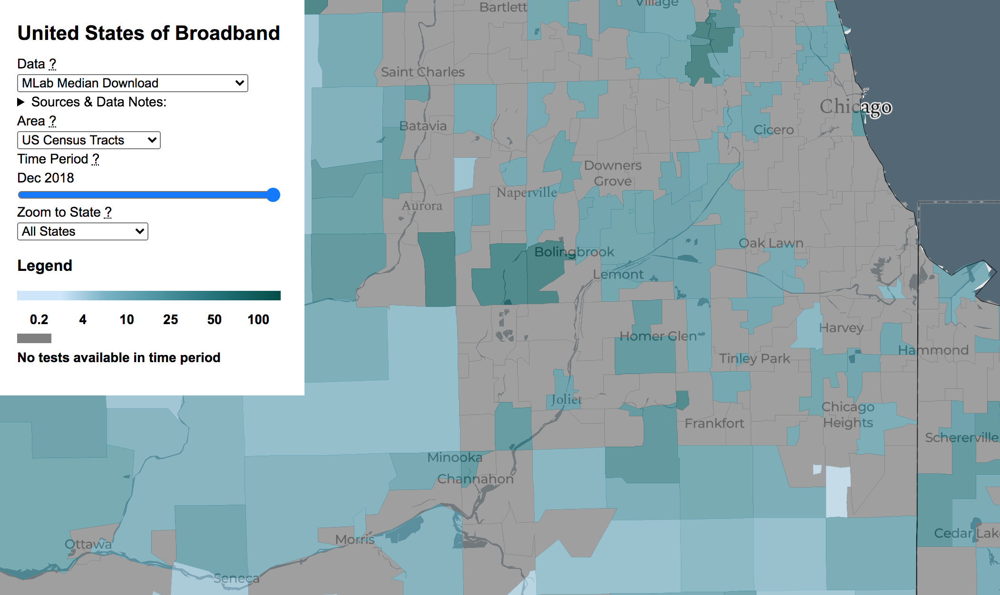 United States of Broadband
Data ?
MLab Median Download
Sources & Data Notes:
Area ?
US Census Tracts
Time Period ?
Dec 2018
Zoom to State ?
All States
Legend
0.2 4 10 25 50 100
No tests available in time period
Bartlett
Village
Saint Charles
Chicago
Batavia
Cicero
Downers
Grove
Naperville
Aurora
Oak Lawn
Bolingbrook
Lemont
Harvey
Homer Glen
Hammond
Tinley Park
Joliet
Chicago
Heights
Frankfort
Schererville
Minooka
Channahon
Cedar Lake
Morris
Ottawa
Seneca